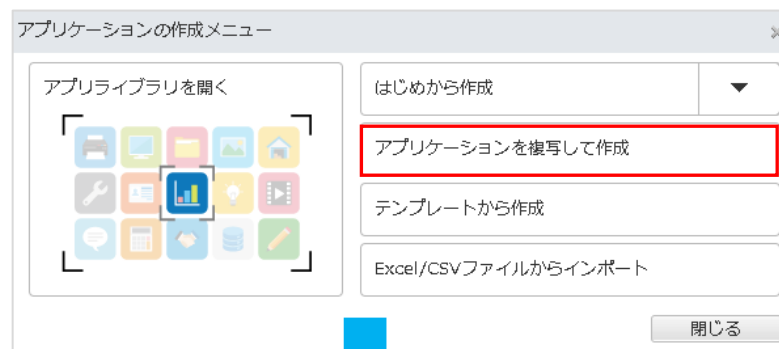 アプリケーションの作成メニュー
アプリライブラリを開く
はじめから作成
アプリケーションを複写して作成
テンプレートから作成
Excel/CSVファイルからインポート
閉じる